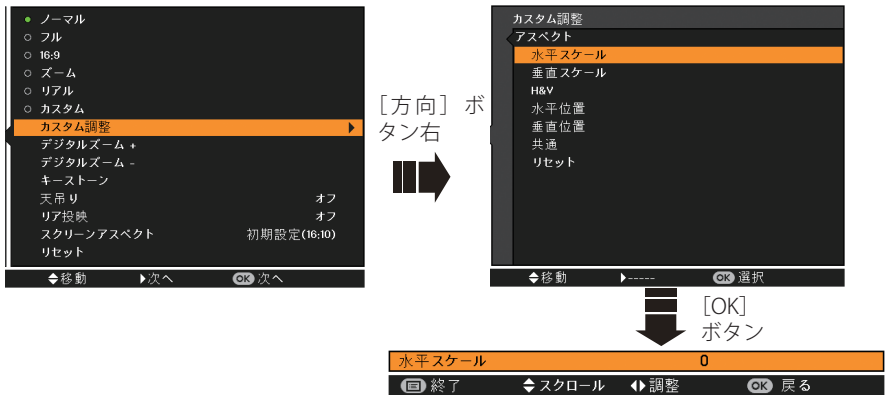 ノーマル
フル
16:9
ズーム
リアル
カスタム
カスタム調整
デジタルズーム +
デジタルズーム -
キーストーン
天吊り オフ
リア投映 オフ
スクリーンアスペクト 初期設定(16:10)
リセット
移動 次へ OK 次へ
［方向］ボ
タン右
カスタム調整
アスペクト
水平スケール
垂直スケール
H&V
水平位置
垂直位置
共通
リセット
移動 ----- OK 選択
［OK］
ボタン
水平スケール 0
終了 スクロール 調整 OK 戻る